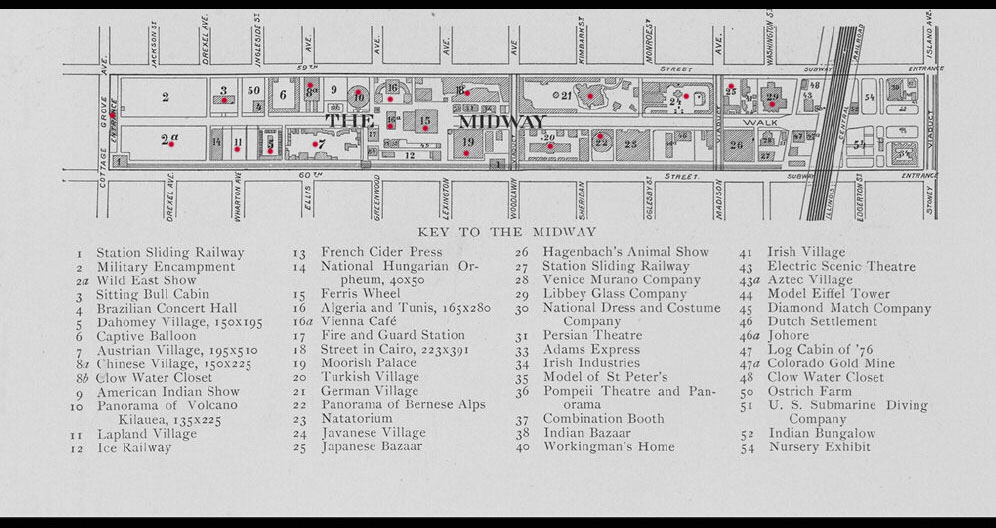 JACKSON ST
DREXEL AVE.
INGLESIDE ST
AVE.
AVE.
AVE.
AVE
KIMBARK ST
MONROE ST
AVE.
WASHINGTON ST
RAILROAD
ISLAND AVE.
59TH
STREET
SUBWAY
ENTRANCE
COTTAGE GROVE AVE.
ENTRANCE
2
3
50
4
6
8a
9
10
16
18
21
24
25
29
48
43
54
30
THE MIDWAY
WALK
2a
14
11
5
7
17
16a
15
12
45
19
1
20
22
23
46
26
28
27
47
54
1
VIADUCT
VIADUCT
VIADUCT
CENTRAL
ILLINOIS
60TH
STREET.
SUBWAY
ENTRANCE
DREXEL AVE.
WHARTON AVE
ELLIS
GREENWOOD
LEXINGTON
WOODLAWN
SHERIDAN
OGLESBY ST
MADISON
EDGERTON ST
STONEY
KEY TO THE MIDWAY
1 Station Sliding Railway
2 Military Encampment
2a Wild East Show
3 Sitting Bull Cabin
4 Brazilian Concert Hall
5 Dahomey Village, 150x195
6 Captive Balloon
7 Austrian Village, 195x510
8a Chinese Village, 150x225
8b Clow Water Closet
9 American Indian Show
10 Panorama of Volcano
Kilauea, 135x225
11 Lapland Village
12 Ice Railway
13 French Cider Press
14 National Hungarian Or-
pheum, 40x50
15 Ferris Wheel
16 Algeria and Tunis, 165x280
16a Vienna Café
17 Fire and Guard Station
18 Street in Cairo, 223x391
19 Moorish Palace
20 Turkish Village
21 German Village
22 Panorama of Bernese Alps
23 Natatorium
24 Javanese Village
25 Japanese Bazaar
26 Hagenbach's Animal Show
27 Station Sliding Railway
28 Venice Murano Company
29 Libbey Glass Company
30 National Dress and Costume
Company
31 Persian Theatre
33 Adams Express
34 Irish Industries
35 Model of St Peter's
36 Pompeii Theatre and Pan-
orama
37 Combination Booth
38 Indian Bazaar
40 Workingman's Home
41 Irish Village
43 Electric Scenic Theatre
43a Aztec Village
44 Model Eiffel Tower
45 Diamond Match Company
46 Dutch Settlement
46a Johore
47 Log Cabin of '76
47a Colorado Gold Mine
48 Clow Water Closet
50 Ostrich Farm
51 U. S. Submarine Diving
Company
52 Indian Bungalow
54 Nursery Exhibit